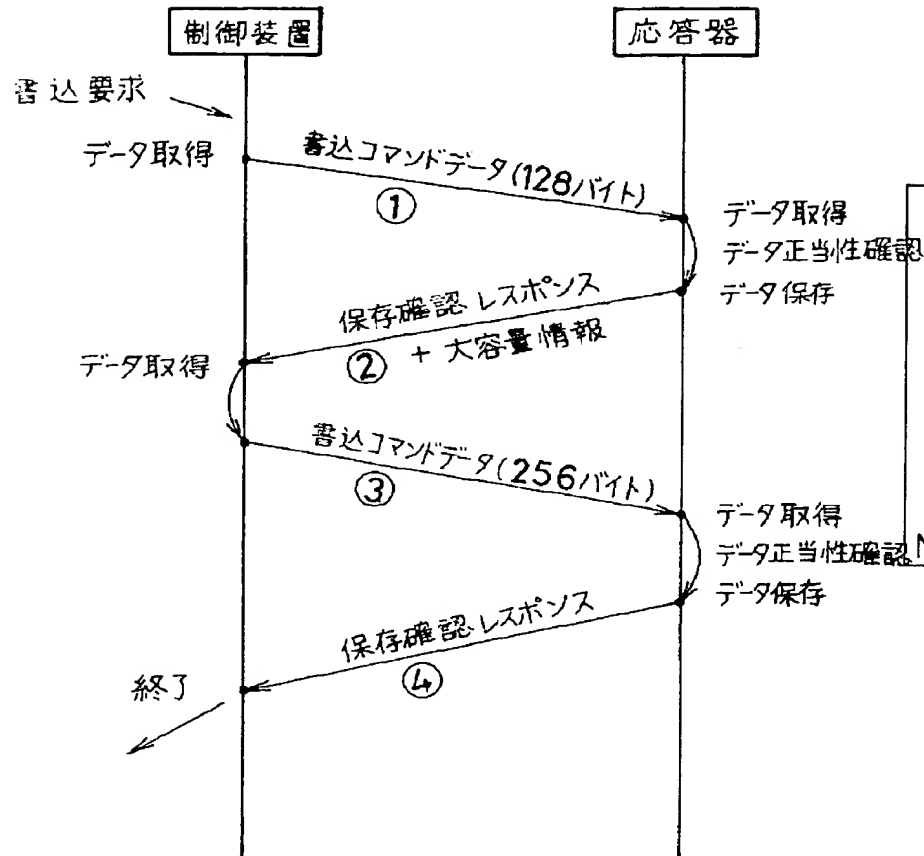 制御装置
応答器
書込要求
データ取得
書込コマンドデータ(128バイト)
①
データ取得
データ正当性確認
データ保存
保存確認レスポンス
② + 大容量情報
データ取得
書込コマンドデータ(256バイト)
③
データ取得
データ正当性確認
データ保存
保存確認レスポンス
④
終了